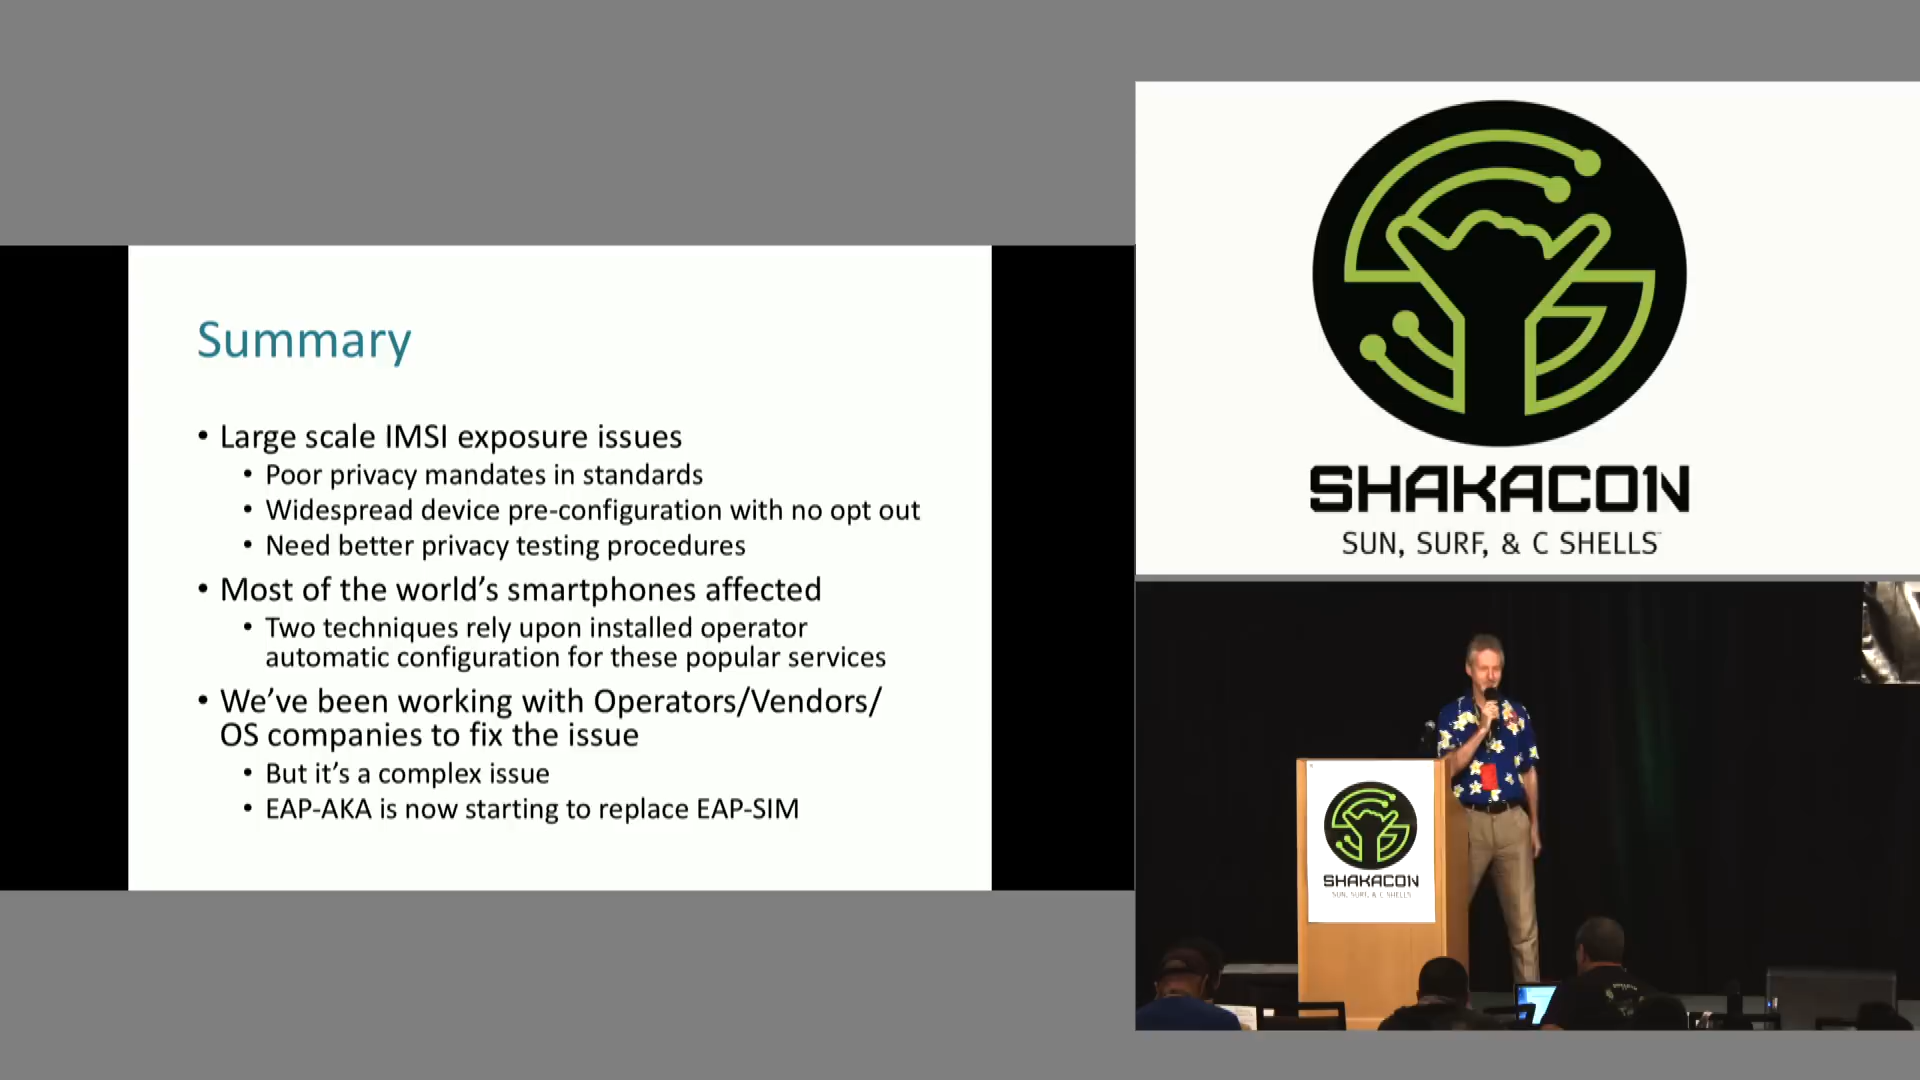 Summary
• Large scale IMSI exposure issues
• Poor privacy mandates in standards
• Widespread device pre-configuration with no opt out
• Need better privacy testing procedures
• Most of the world's smartphones affected
• Two techniques rely upon installed operator
automatic configuration for these popular services
• We've been working with Operators/Vendors/
OS companies to fix the issue
• But it's a complex issue
• EAP-AKA is now starting to replace EAP-SIM
SHAKACON
SUN, SURF, & C SHELLS
SHAKACON
SUN, SURF, & C SHELLS